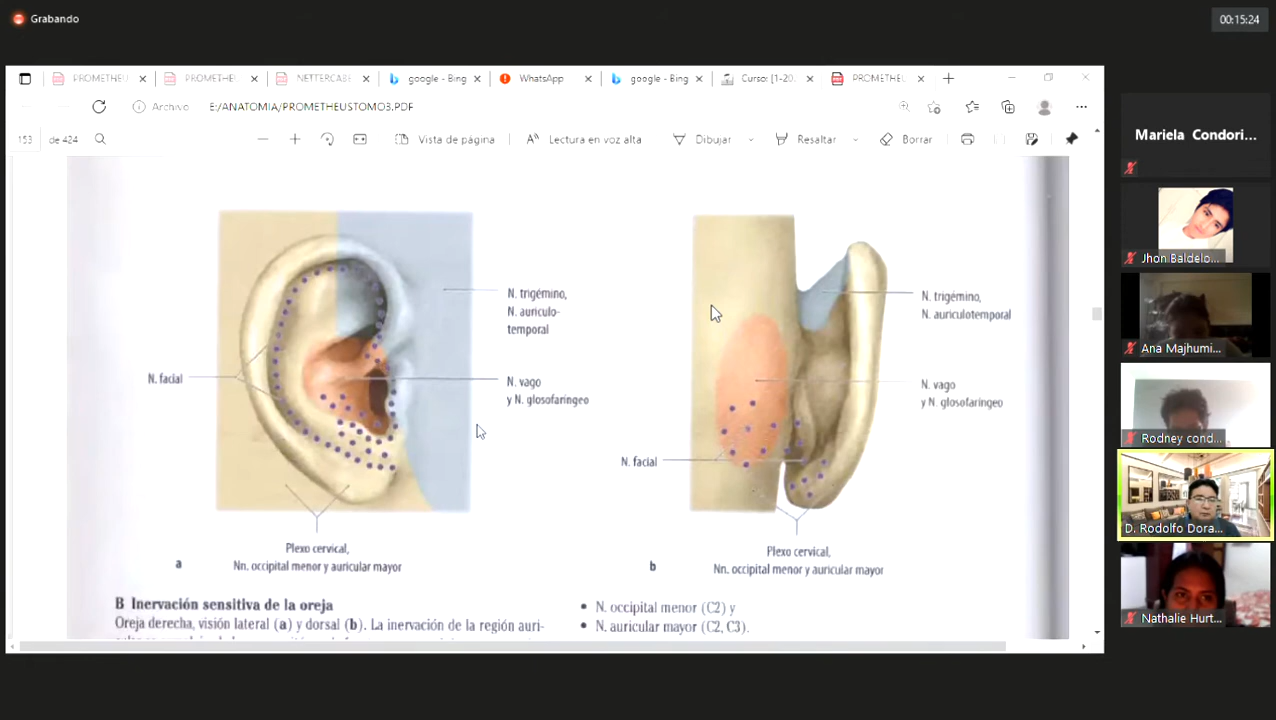 Grabando
00:15:24
PROMETHEU
PROMETHE
NETTERCABE
google - Bing
WhatsApp
google - Bing
Curso: [1-20.
PROMETHEL
Archivo
E:/ANATOMIA/PROMETHEUSTOMO3.PDF
153 de 424
Vista de página
Lectura en voz alta
Dibujar
Resaltar
Borrar
N. trigémino,
N. aurículo-
temporal
N. facial
N. vago
y N. glosofaríngeo
Plexo cervical,
Nn. occipital menor y auricular mayor
a
N. trigémino,
N. auriculotemporal
N. vago
y N. glosofaríngeo
N. facial
Plexo cervical,
Nn. occipital menor y auricular mayor
b
B Inervación sensitiva de la oreja
Oreja derecha, visión lateral (a) y dorsal (b). La inervación de la región auri-
• N. occipital menor (C2) y
• N. auricular mayor (C2, C3).
Mariela Condori...
Jhon Baldelo...
Ana Majhumi...
Rodney cond...
D. Rodolfo Dora...
Nathalie Hurt...